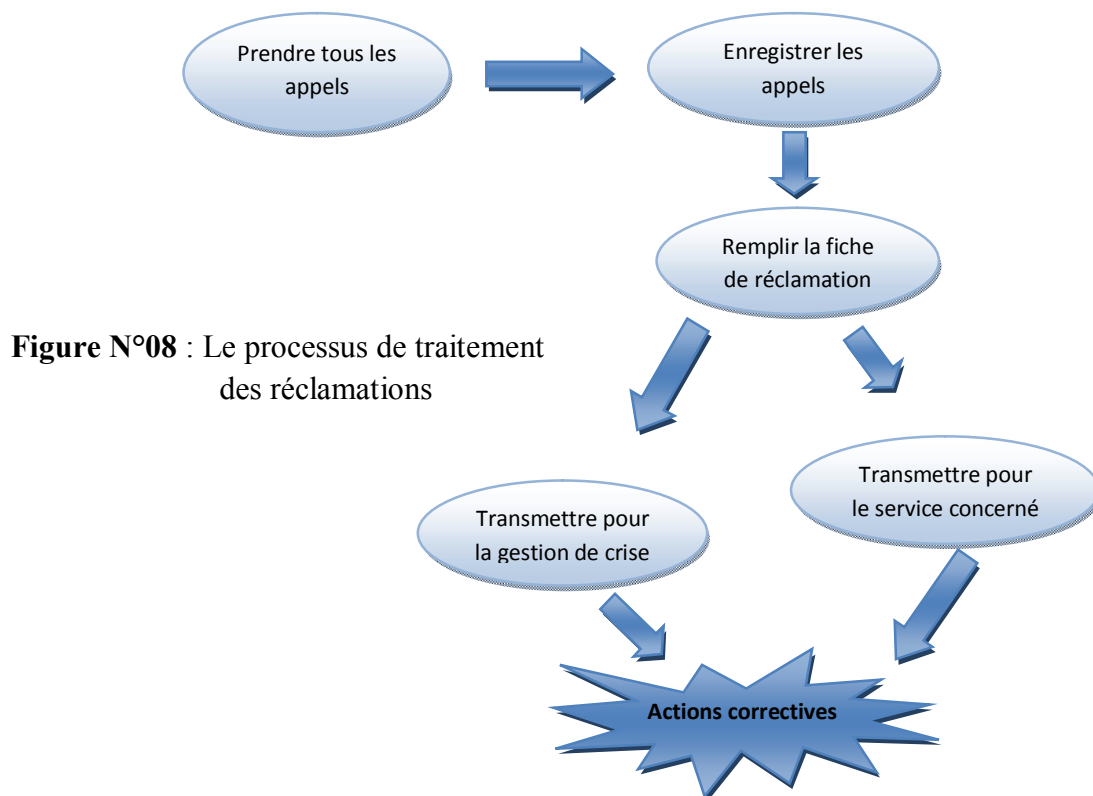 Prendre tous les
appels
Enregistrer les
appels
Remplir la fiche
de réclamation
Figure N°08 : Le processus de traitement
des réclamations
Transmettre pour
la gestion de crise
Transmettre pour
le service concerné
Actions correctives